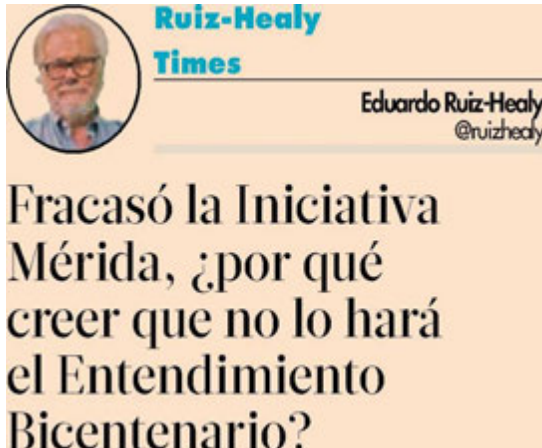 Ruiz-Healy
Times
Eduardo Ruiz-Healy
@ruizhealy
Fracasó la Iniciativa
Mérida, ¿por qué
creer que no lo hará
el Entendimiento
Bicentenario?